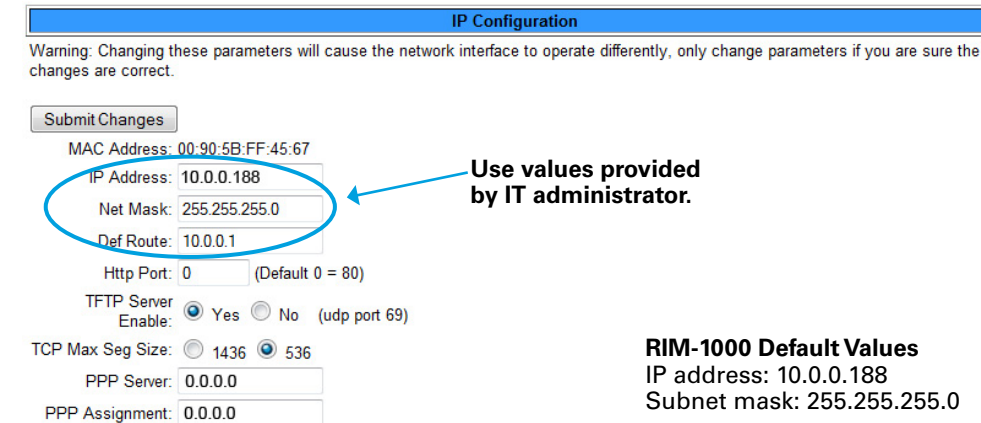 IP Configuration
Warning: Changing these parameters will cause the network interface to operate differently, only change parameters if you are sure the
changes are correct.
Submit Changes
MAC Address: 00:90:5B:FF:45:67
IP Address: 10.0.0.188
Net Mask: 255.255.255.0
Def Route: 10.0.0.1
Use values provided
by IT administrator.
Http Port: 0 (Default 0 = 80)
TFTP Server
Enable: Yes No (udp port 69)
TCP Max Seg Size: 1436 536
PPP Server: 0.0.0.0
PPP Assignment: 0.0.0.0
RIM-1000 Default Values
IP address: 10.0.0.188
Subnet mask: 255.255.255.0